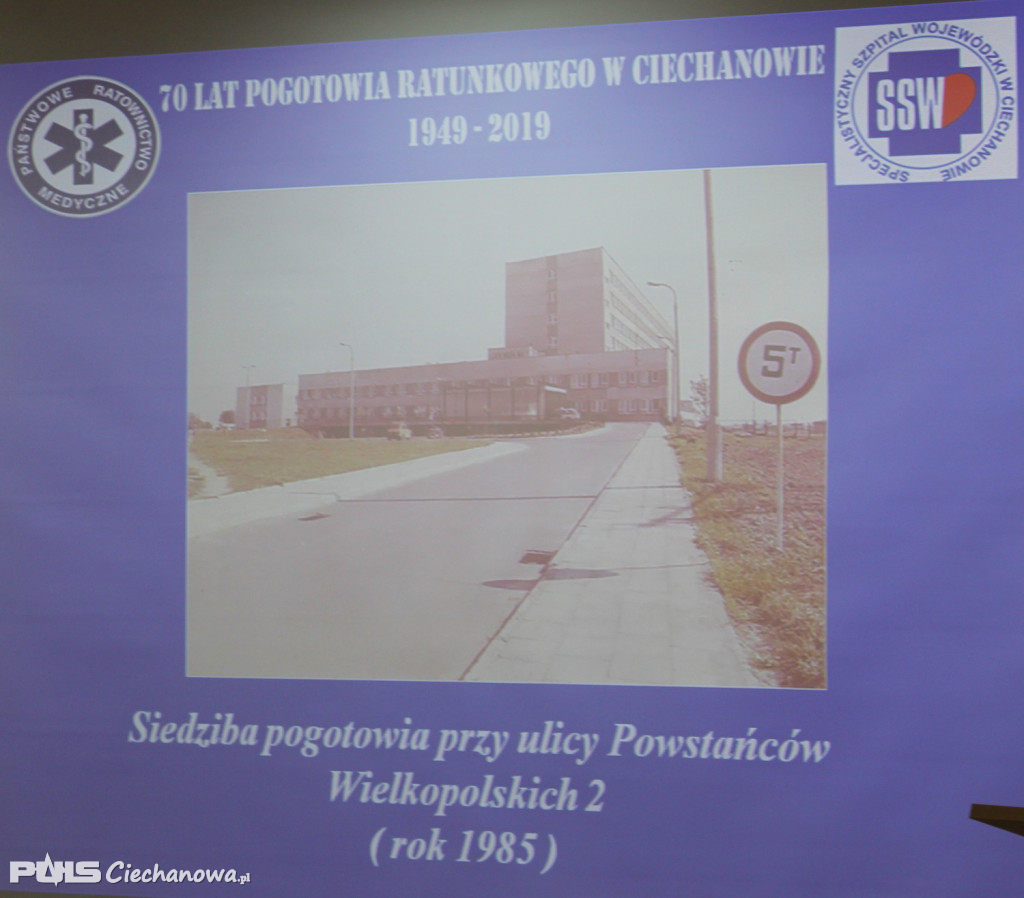 70 LAT POGOTOWIA RATUNKOWEGO W CIECHANOWIE
1949 - 2019
PAŃSTWOWE RATOWNICTWO
MEDYCZNE
SPECJALISTYCZNY SZPITAL WOJEWÓDZKI W CIECHANOWIE
SSW
5T
Siedziba pogotowia przy ulicy Powstańców
Wielkopolskich 2
( rok 1985 )
PULS Ciechanowa.pl